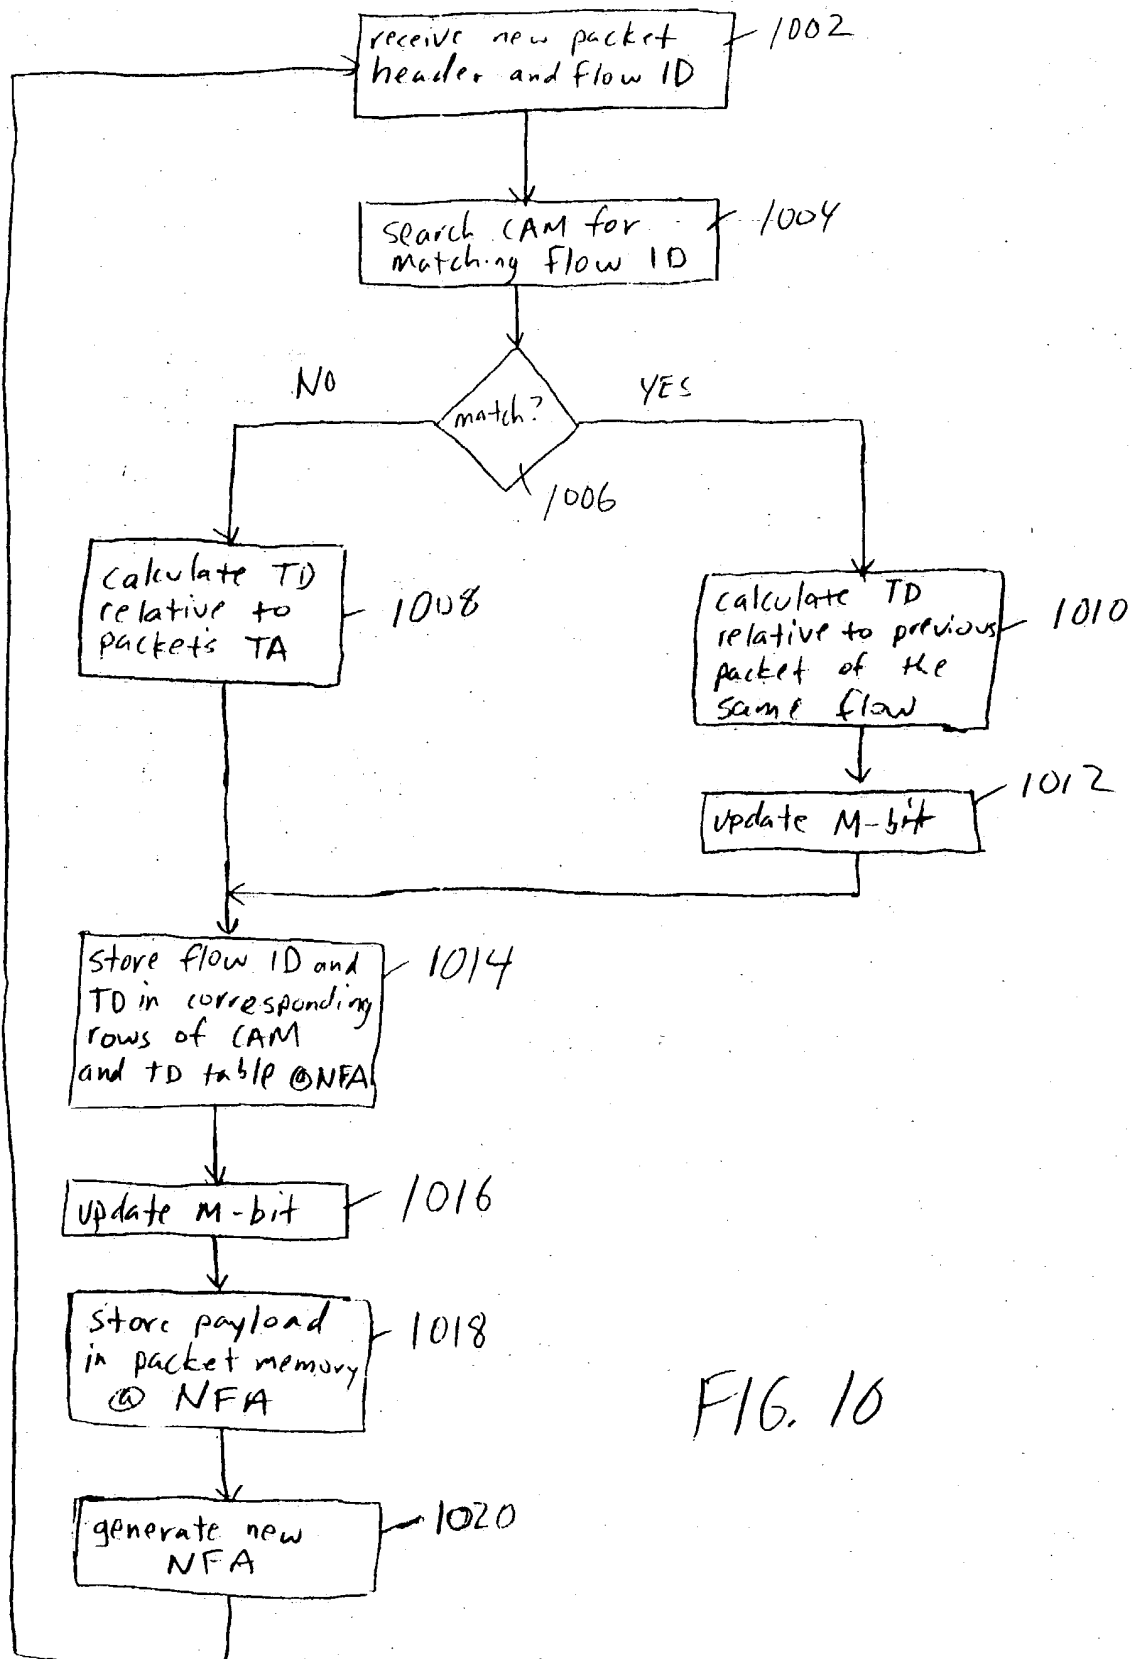 receive new packet
header and flow ID
1002
search CAM for
matching flow ID
1004
NO
YES
match?
1006
calculate TD
relative to
packet's TA
1008
calculate TD
relative to previous
packet of the
same flow
1010
update M-bit
1012
store flow ID and
TD in corresponding
rows of CAM
and TD table @NFA
1014
update M-bit
1016
store payload
in packet memory
@ NFA
1018
FIG. 10
generate new
NFA
1020